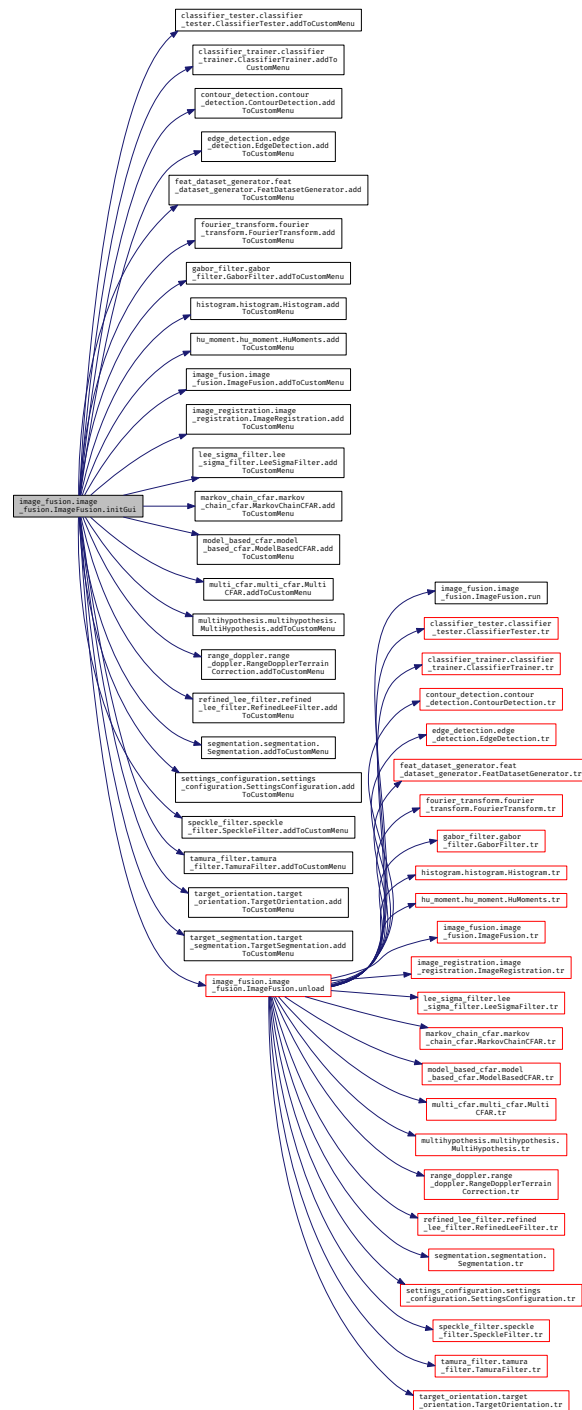 classifier_tester.classifier
_tester.ClassifierTester.addToCustomMenu
classifier_trainer.classifier
_trainer.ClassifierTrainer.addTo
CustomMenu
contour_detection.contour
_detection.ContourDetection.add
ToCustomMenu
edge_detection.edge
_detection.EdgeDetection.add
ToCustomMenu
feat_dataset_generator.feat
_dataset_generator.FeatDatasetGenerator.add
ToCustomMenu
fourier_transform.fourier
_transform.FourierTransform.add
ToCustomMenu
gabor_filter.gabor
_filter.GaborFilter.addToCustomMenu
histogram.histogram.Histogram.add
ToCustomMenu
hu_moment.hu_moment.HuMoments.add
ToCustomMenu
image_fusion.image
_fusion.ImageFusion.addToCustomMenu
image_registration.image
_registration.ImageRegistration.add
ToCustomMenu
lee_sigma_filter.lee
_sigma_filter.LeeSigmaFilter.add
ToCustomMenu
image_fusion.image
_fusion.ImageFusion.initGui
markov_chain_cfar.markov
_chain_cfar.MarkovChainCFAR.add
ToCustomMenu
model_based_cfar.model
_based_cfar.ModelBasedCFAR.add
ToCustomMenu
multi_cfar.multi_cfar.Multi
CFAR.addToCustomMenu
multihypothesis.multihypothesis.
MultiHypothesis.addToCustomMenu
range_doppler.range
_doppler.RangeDopplerTerrain
Correction.addToCustomMenu
refined_lee_filter.refined
_lee_filter.RefinedLeeFilter.add
ToCustomMenu
segmentation.segmentation.
Segmentation.addToCustomMenu
settings_configuration.settings
_configuration.SettingsConfiguration.add
ToCustomMenu
speckle_filter.speckle
_filter.SpeckleFilter.addToCustomMenu
tamura_filter.tamura
_filter.TamuraFilter.addToCustomMenu
target_orientation.target
_orientation.TargetOrientation.add
ToCustomMenu
target_segmentation.target
_segmentation.TargetSegmentation.add
ToCustomMenu
image_fusion.image
_fusion.ImageFusion.unload
image_fusion.image
_fusion.ImageFusion.run
classifier_tester.classifier
_tester.ClassifierTester.tr
classifier_trainer.classifier
_trainer.ClassifierTrainer.tr
contour_detection.contour
_detection.ContourDetection.tr
edge_detection.edge
_detection.EdgeDetection.tr
feat_dataset_generator.feat
_dataset_generator.FeatDatasetGenerator.tr
fourier_transform.fourier
_transform.FourierTransform.tr
gabor_filter.gabor
_filter.GaborFilter.tr
histogram.histogram.Histogram.tr
hu_moment.hu_moment.HuMoments.tr
image_fusion.image
_fusion.ImageFusion.tr
image_registration.image
_registration.ImageRegistration.tr
lee_sigma_filter.lee
_sigma_filter.LeeSigmaFilter.tr
markov_chain_cfar.markov
_chain_cfar.MarkovChainCFAR.tr
model_based_cfar.model
_based_cfar.ModelBasedCFAR.tr
multi_cfar.multi_cfar.Multi
CFAR.tr
multihypothesis.multihypothesis.
MultiHypothesis.tr
range_doppler.range
_doppler.RangeDopplerTerrain
Correction.tr
refined_lee_filter.refined
_lee_filter.RefinedLeeFilter.tr
segmentation.segmentation.
Segmentation.tr
settings_configuration.settings
_configuration.SettingsConfiguration.tr
speckle_filter.speckle
_filter.SpeckleFilter.tr
tamura_filter.tamura
_filter.TamuraFilter.tr
target_orientation.target
_orientation.TargetOrientation.tr